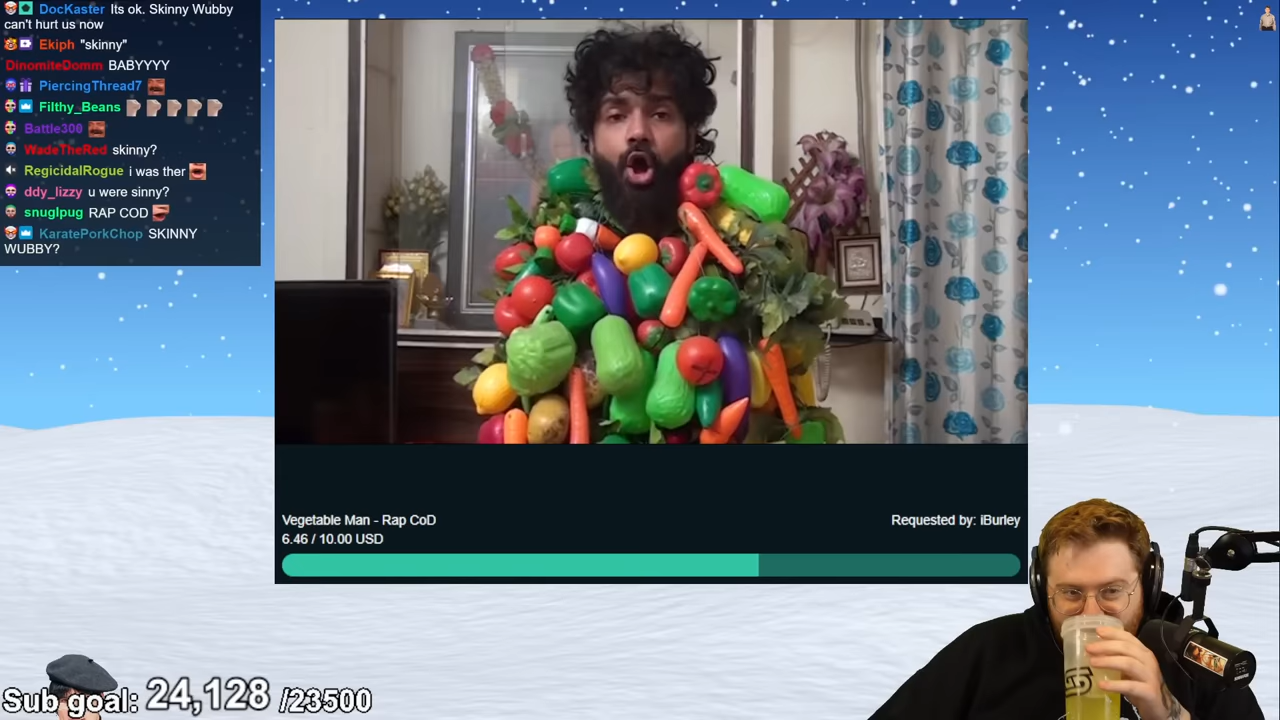 DocKaster Its ok. Skinny Wubby
can't hurt us now
Ekiph "skinny"
DinomiteDomm BABYYYY
PiercingThread7
Filthy_Beans
Battle300
WadeTheRed skinny?
RegicidalRogue i was ther
ddy_lizzy u were sinny?
snuglpug RAP COD
KaratePorkChop SKINNY
WUBBY?
Vegetable Man - Rap CoD
Requested by: iBurley
6.46 / 10.00 USD
Sub goal: 24,128 /23500